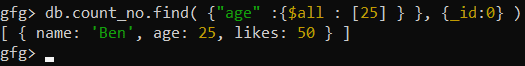 gfg> db.count_no.find( {"age" :{$all : [25] } }, {_id:0} )
[ { name: 'Ben', age: 25, likes: 50 } ]
gfg>